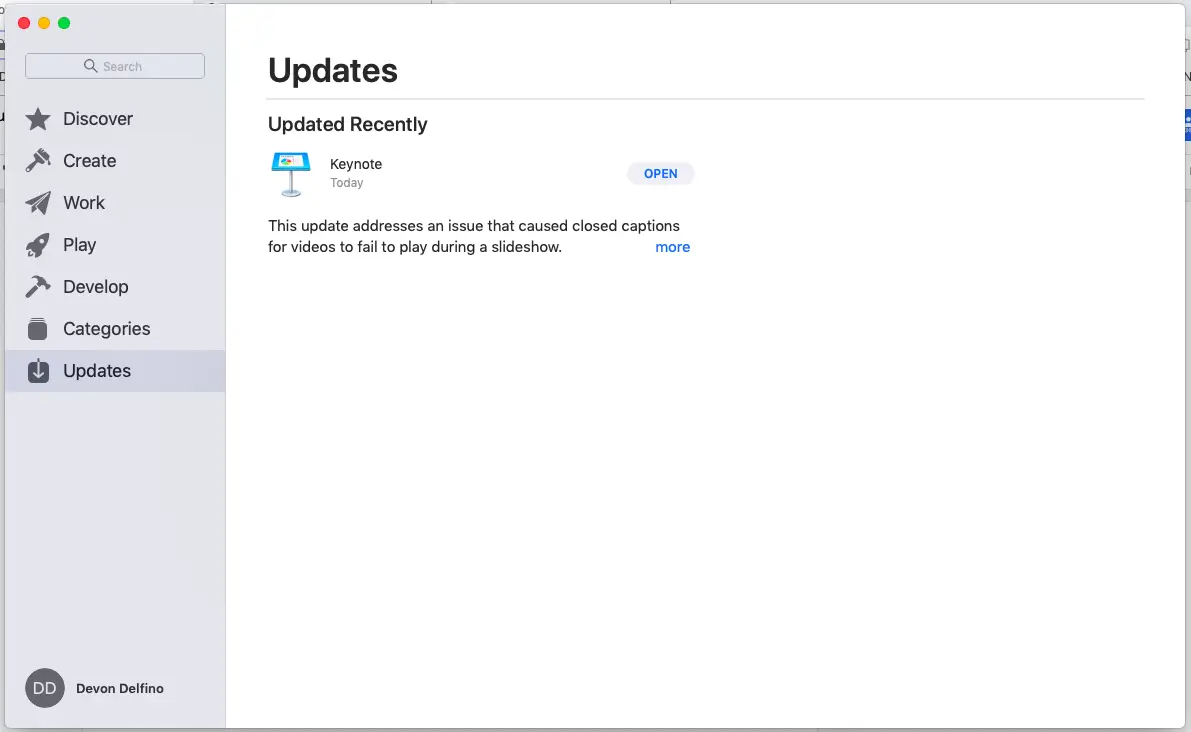 Search
Discover
Create
Work
Play
Develop
Categories
Updates
DD
Devon Delfino
Updates
Updated Recently
Keynote
Today
OPEN
This update addresses an issue that caused closed captions
for videos to fail to play during a slideshow.
more